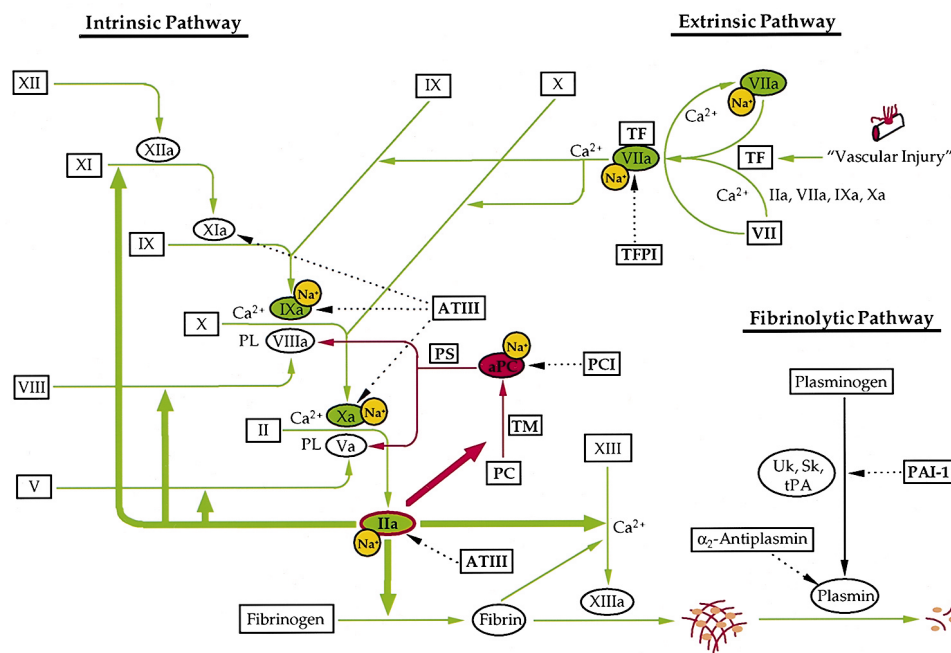 Intrinsic Pathway
Extrinsic Pathway
XII
IX
X
VIIa
Na⁺
Ca²⁺
TF
VIIa
Na⁺
Ca²⁺
XIIa
XI
TF
"Vascular Injury"
Ca²⁺
IIa, VIIa, IXa, Xa
XIa
IX
VII
TFPI
Na⁺
IXa
Ca²⁺
ATIII
X
PL
VIIIa
Fibrinolytic Pathway
Na⁺
PS
aPC
PCI
VIII
Plasminogen
Ca²⁺
Xa
Na⁺
II
TM
PL
Va
XIII
PC
Uk, Sk,
tPA
PAI-1
V
IIa
Na⁺
Ca²⁺
α₂-Antiplasmin
ATIII
Plasmin
XIIIa
Fibrinogen
Fibrin